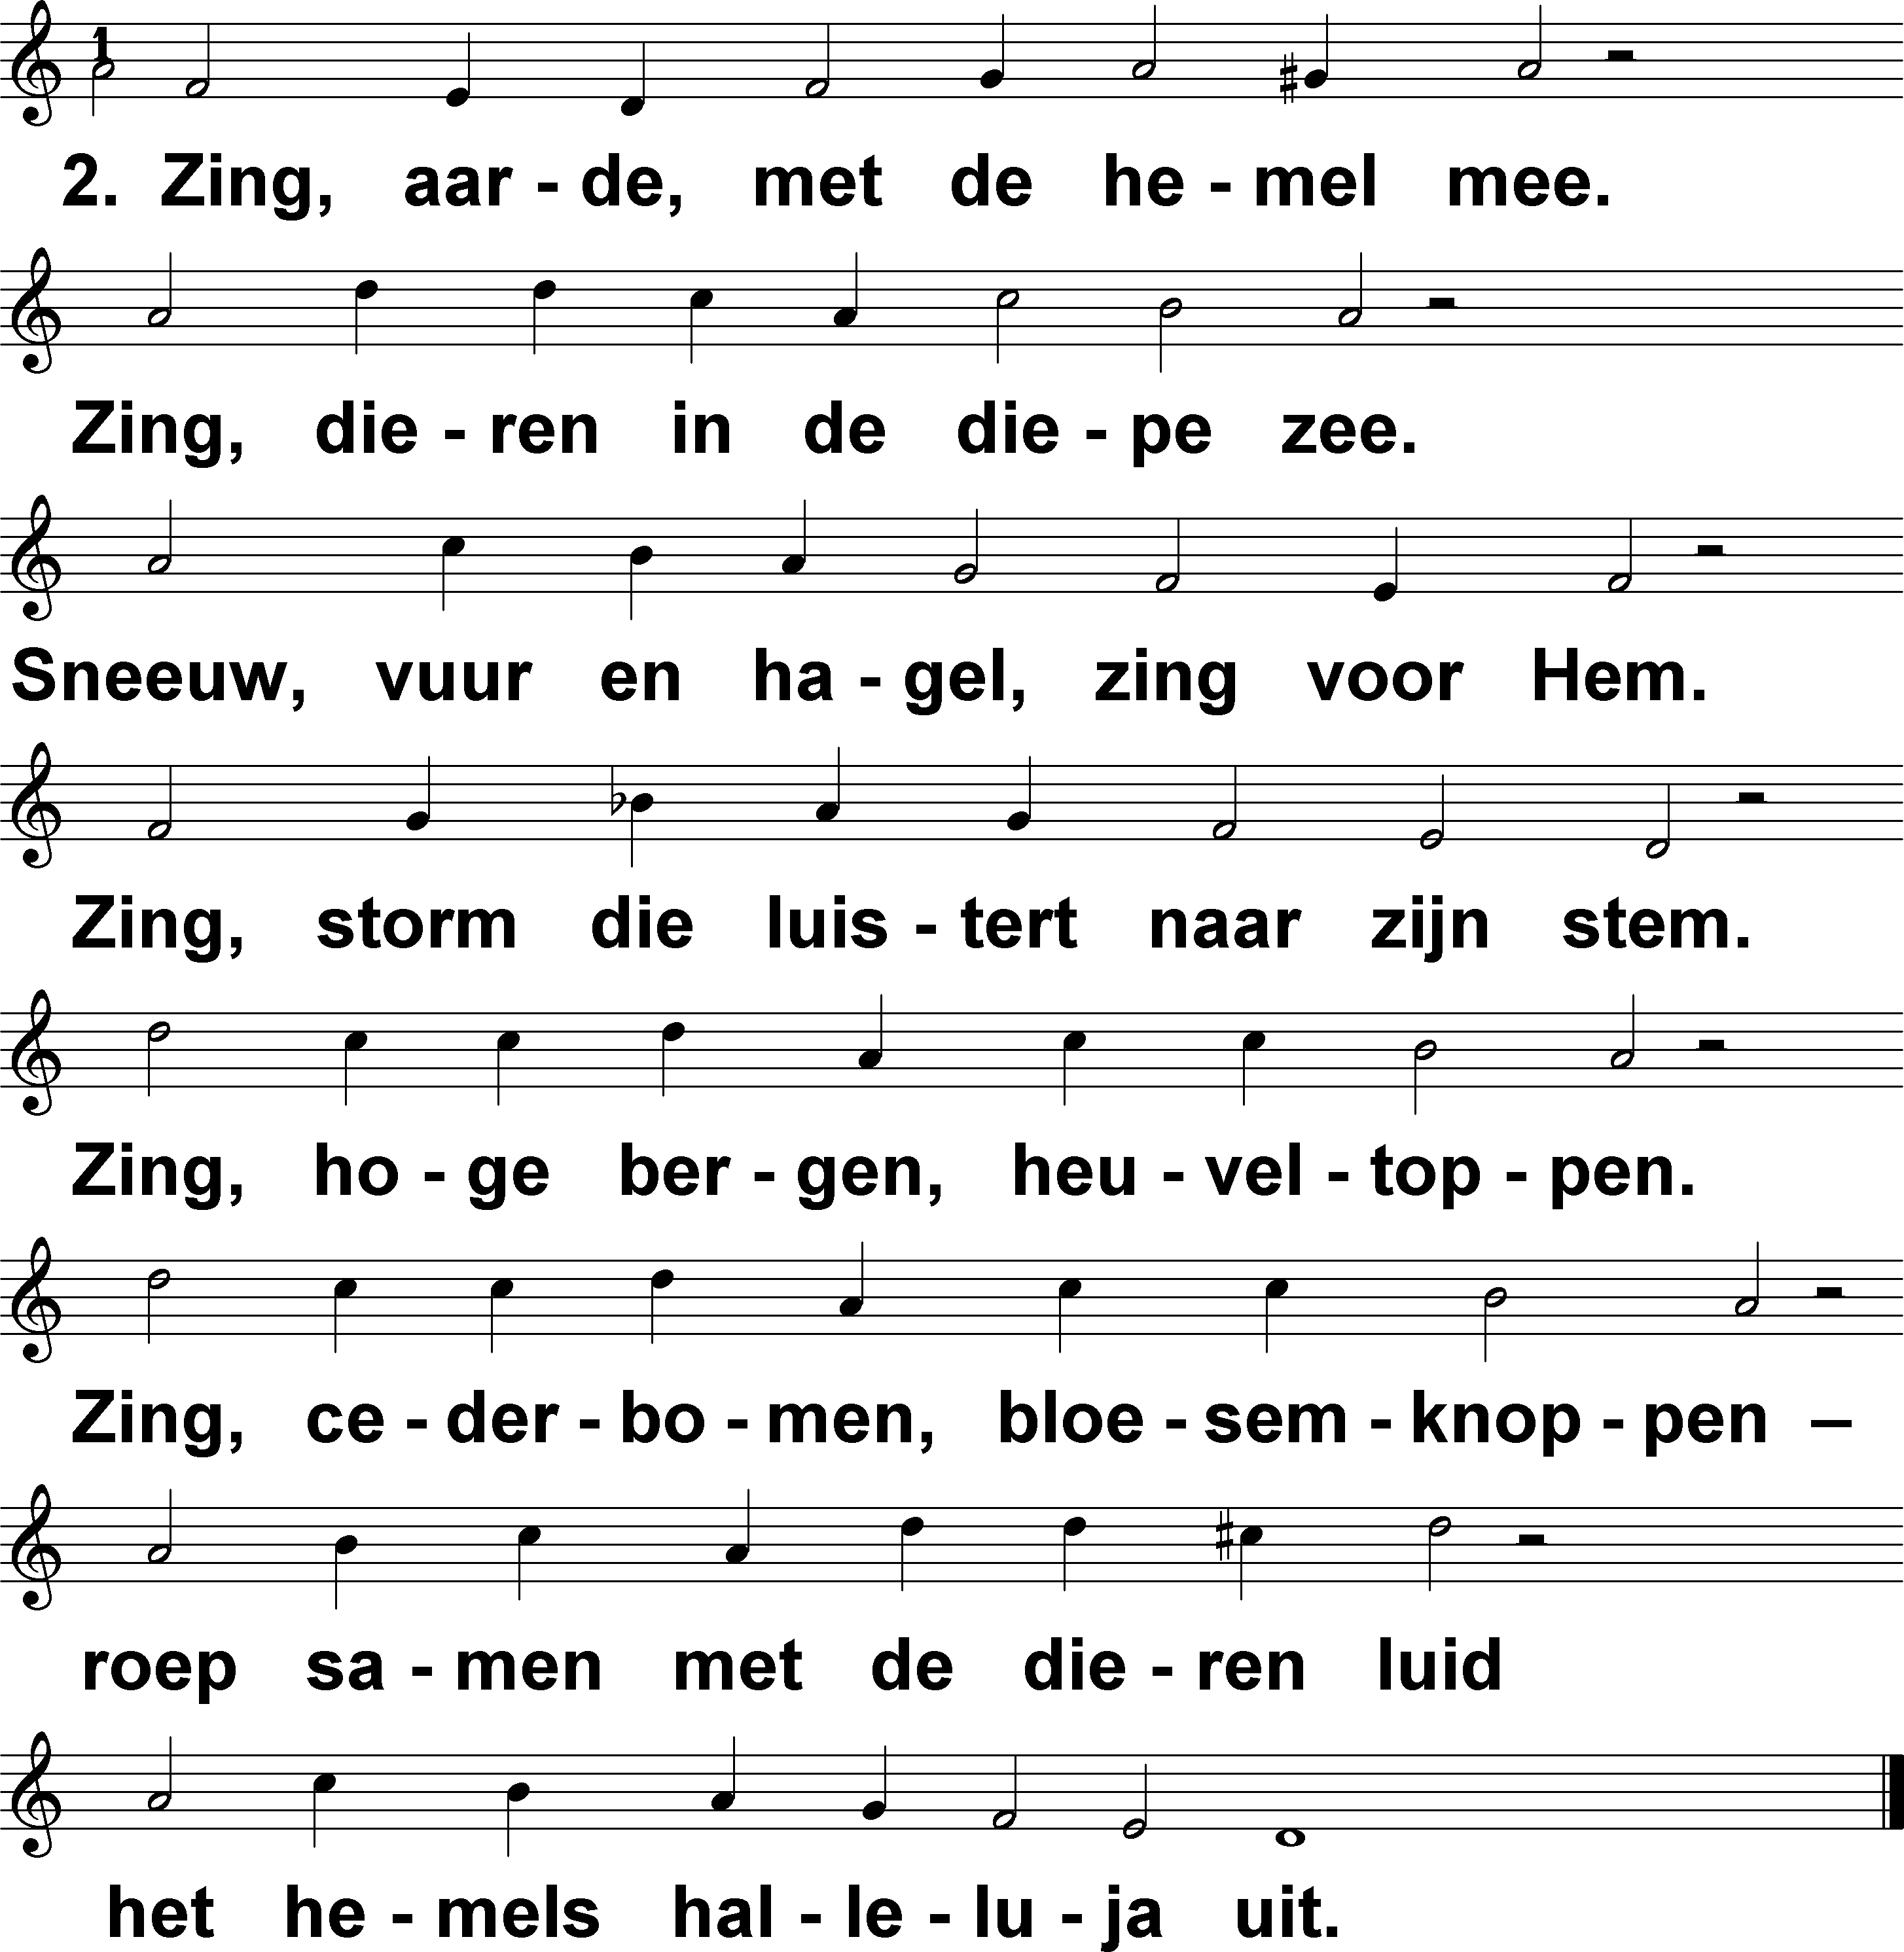 1
2. Zing, aar - de, met de he - mel mee.
Zing, die - ren in de die - pe zee.
Sneeuw, vuur en ha - gel, zing voor Hem.
Zing, storm die luis - tert naar zijn stem.
Zing, ho - ge ber - gen, heu - vel - top - pen.
Zing, ce - der - bo - men, bloe - sem - knop - pen –
roep sa - men met de die - ren luid
het he - mels hal - le - lu - ja uit.